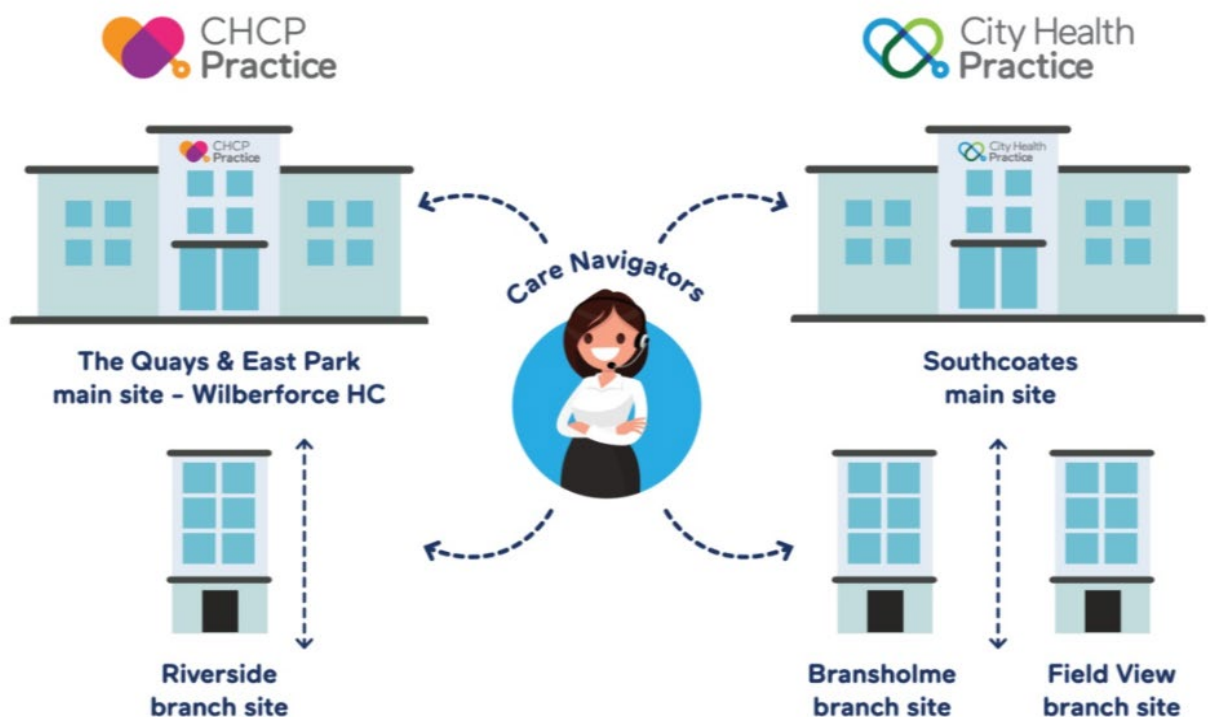 CHCP
Practice
City Health
Practice
CHCP
Practice
City Health
Practice
Care Navigators
The Quays & East Park
main site - Wilberforce HC
Southcoates
main site
Riverside
branch site
Bransholme
branch site
Field View
branch site